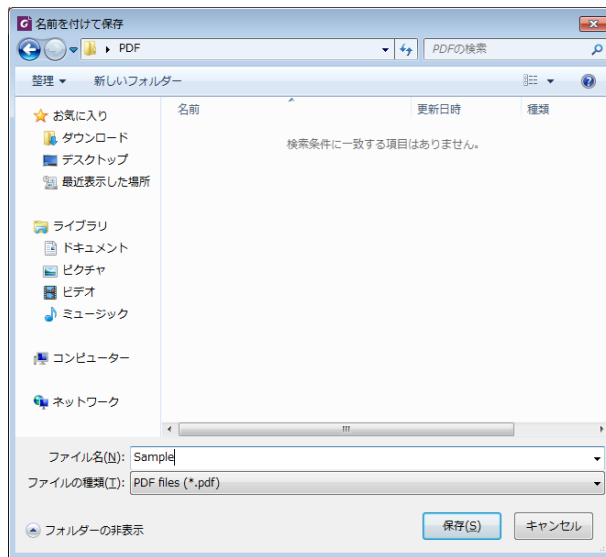 名前を付けて保存
PDF
PDFの検索
整理
新しいフォルダー
名前
更新日時
種類
検索条件に一致する項目はありません。
お気に入り
ダウンロード
デスクトップ
最近表示した場所
ライブラリ
ドキュメント
ピクチャ
ビデオ
ミュージック
コンピューター
ネットワーク
ファイル名(N): Sample
ファイルの種類(T): PDF files (*.pdf)
フォルダーの非表示
保存(S)
キャンセル